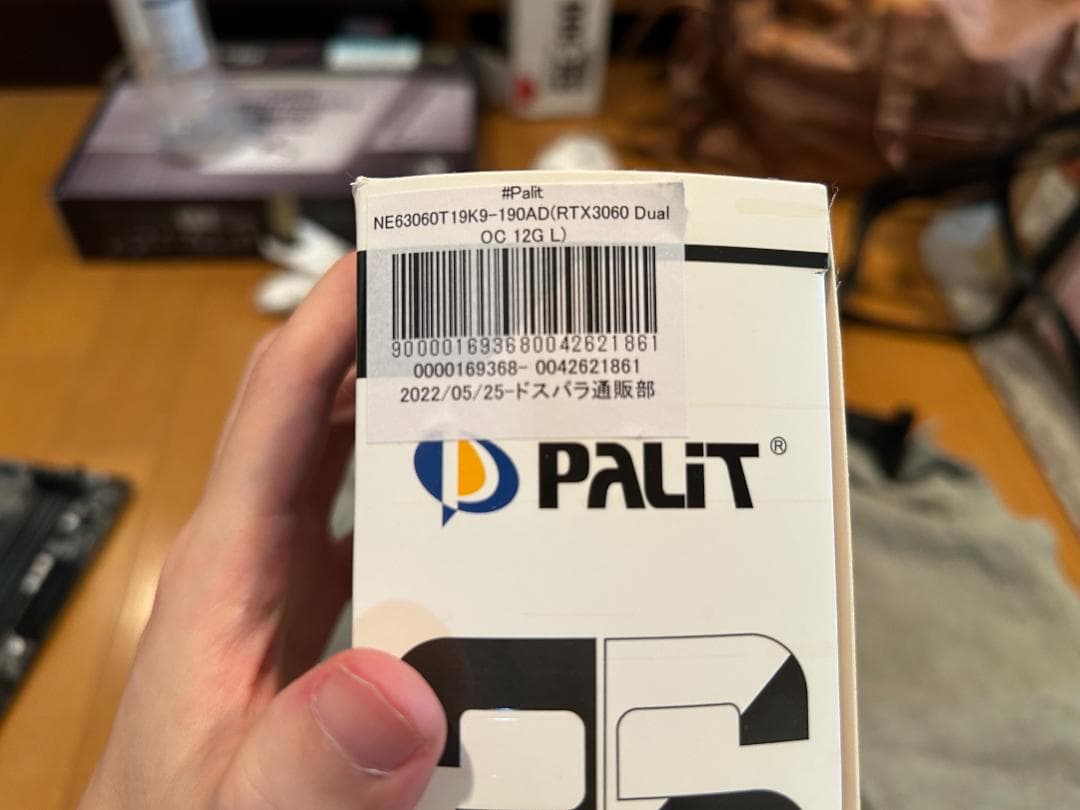 #Palit
NE63060T19K9-190AD(RTX3060 Dual
OC 12G L)
900001693680042621861
0000169368- 0042621861
2022/05/25-ドスパラ通販部
PALiT®